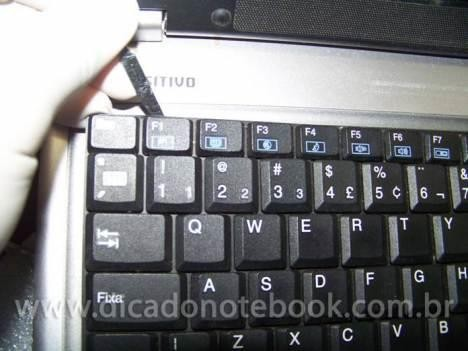 SITIVO
F1 F2 F3 F4 F5 F6 F7
! @ # $ % ¨ &
1 1 2 2 3 3 4 £ 5 ¢ 6 ¬ 7
Q W E R T Y
Fixa A S D F G H
www.dicadonotebook.com.br
Z X C V B